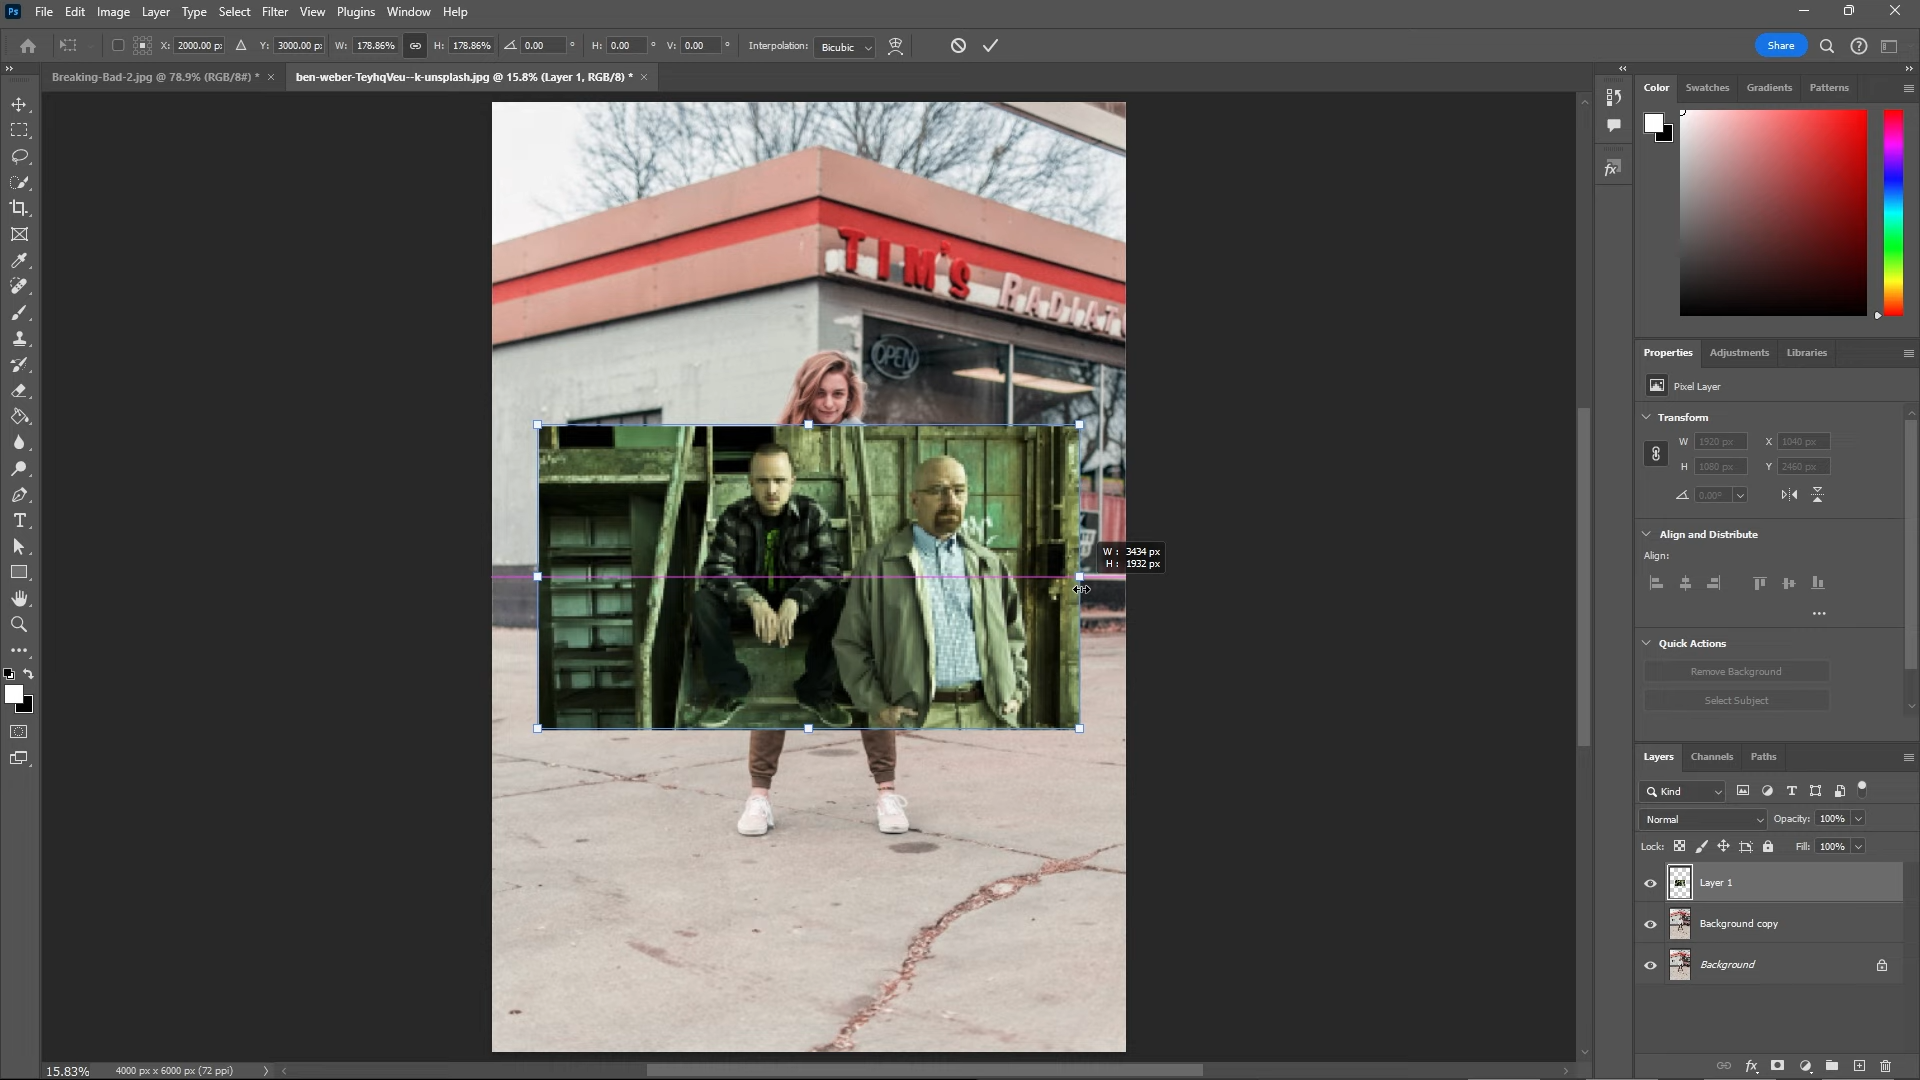 Ps File Edit Image Layer Type Select Filter View Plugins Window Help
X: 2000.00 px Y: 3000.00 px W: 178.86% H: 178.86% 0.00 ° H: 0.00 ° V: 0.00 ° Interpolation: Bicubic Share
Breaking-Bad-2.jpg @ 78.9% (RGB/8#) * × ben-weber-TeyhqVeu--k-unsplash.jpg @ 15.8% (Layer 1, RGB/8) * ×
Color Swatches Gradients Patterns
TIM'S RADIAT
OPEN
W : 3434 px
H : 1932 px
Properties Adjustments Libraries
Pixel Layer
Transform
W 1920 px X 1040 px
H 1080 px Y 2460 px
0.00°
Align and Distribute
Align:
Quick Actions
Remove Background
Select Subject
Layers Channels Paths
Kind
Normal Opacity: 100%
Lock: Fill: 100%
Layer 1
Background copy
Background
fx
15.83% 4000 px x 6000 px (72 ppi)